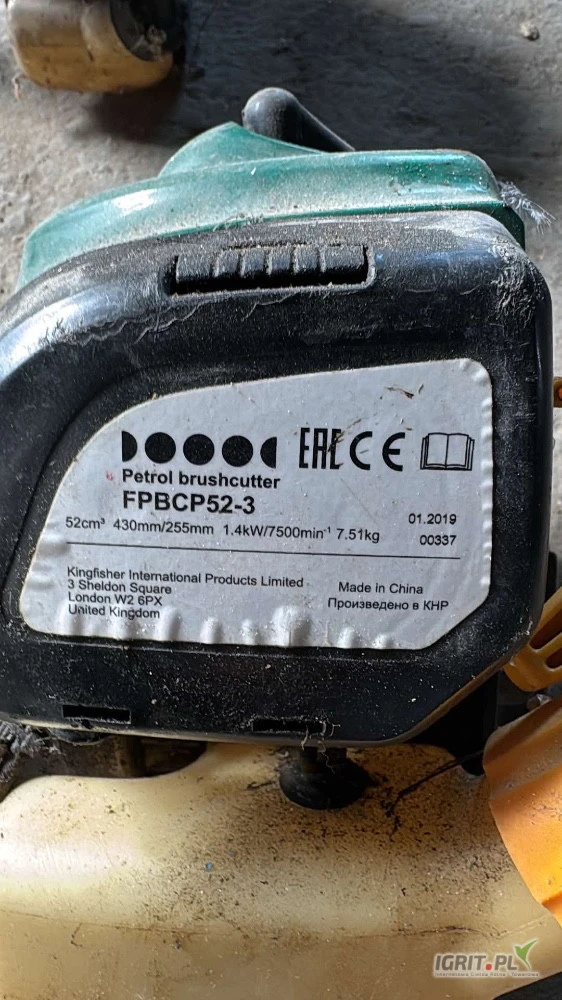 EAC CE
Petrol brushcutter
FPBCP52-3
52cm³ 430mm/255mm 1.4kW/7500min⁻¹ 7.51kg
01.2019
00337
Kingfisher International Products Limited
3 Sheldon Square
London W2 6PX
United Kingdom
Made in China
Произведено в КНР
IGRIT.PL